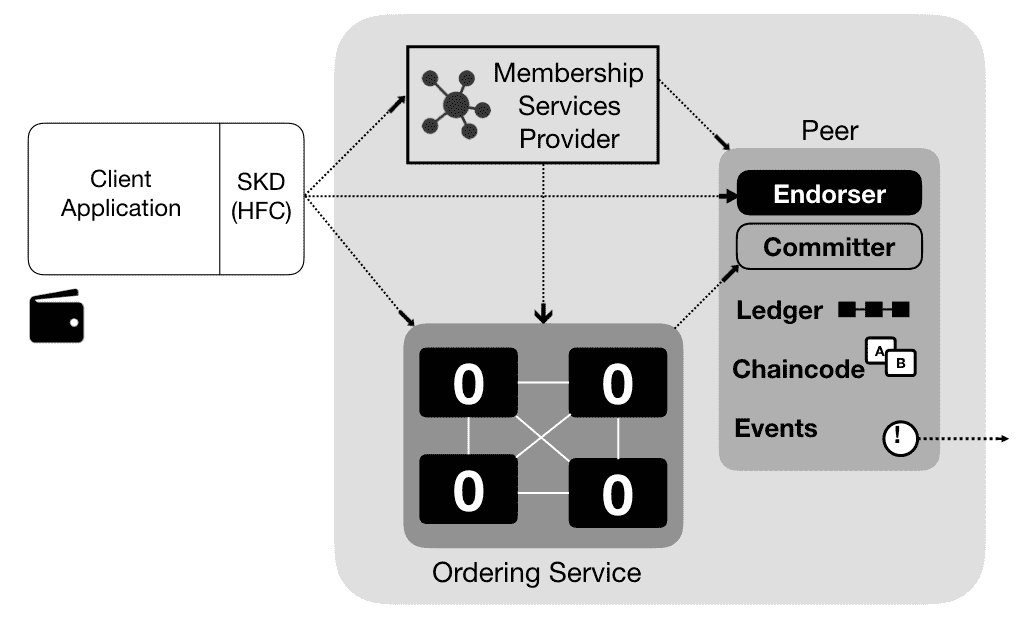 Client
Application
SKD
(HFC)
Membership
Services
Provider
Peer
Endorser
Committer
Ledger
Chaincode
A
B
Events
!
0
0
0
0
Ordering Service